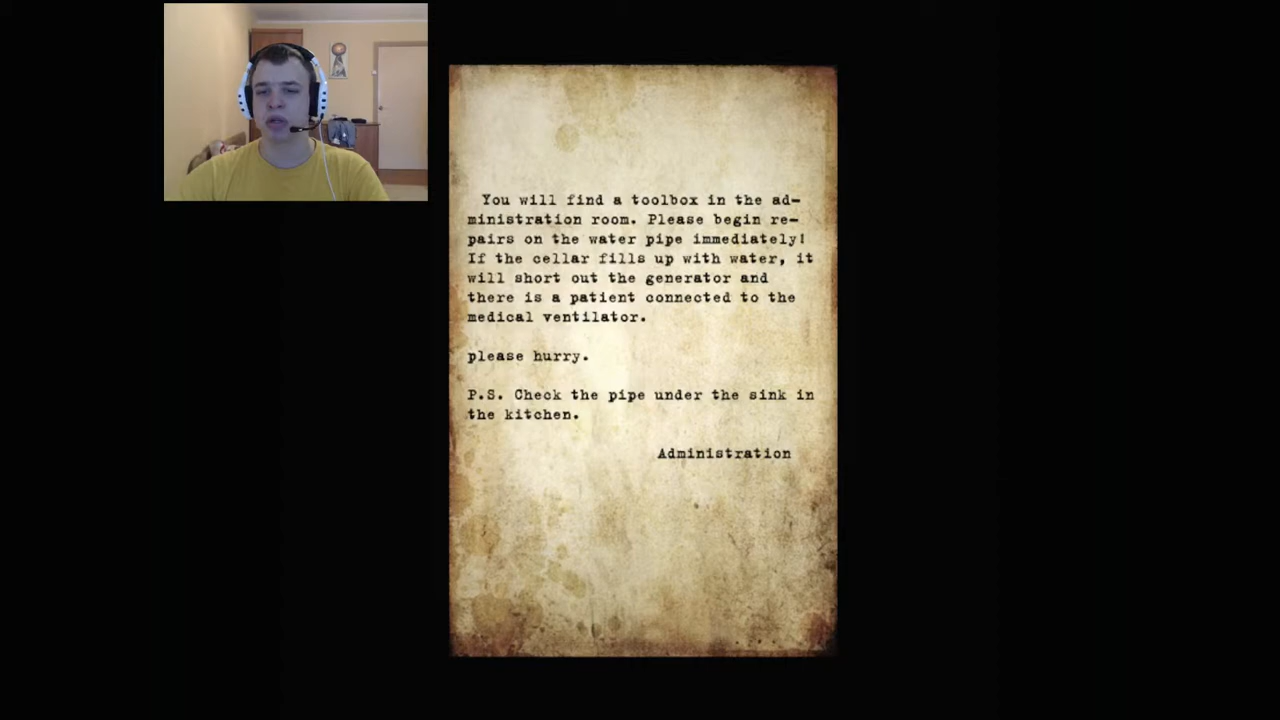 You will find a toolbox in the ad-
ministration room. Please begin re-
pairs on the water pipe immediately!
If the cellar fills up with water, it
will short out the generator and
there is a patient connected to the
medical ventilator.
please hurry.
P.S. Check the pipe under the sink in
the kitchen.
Administration